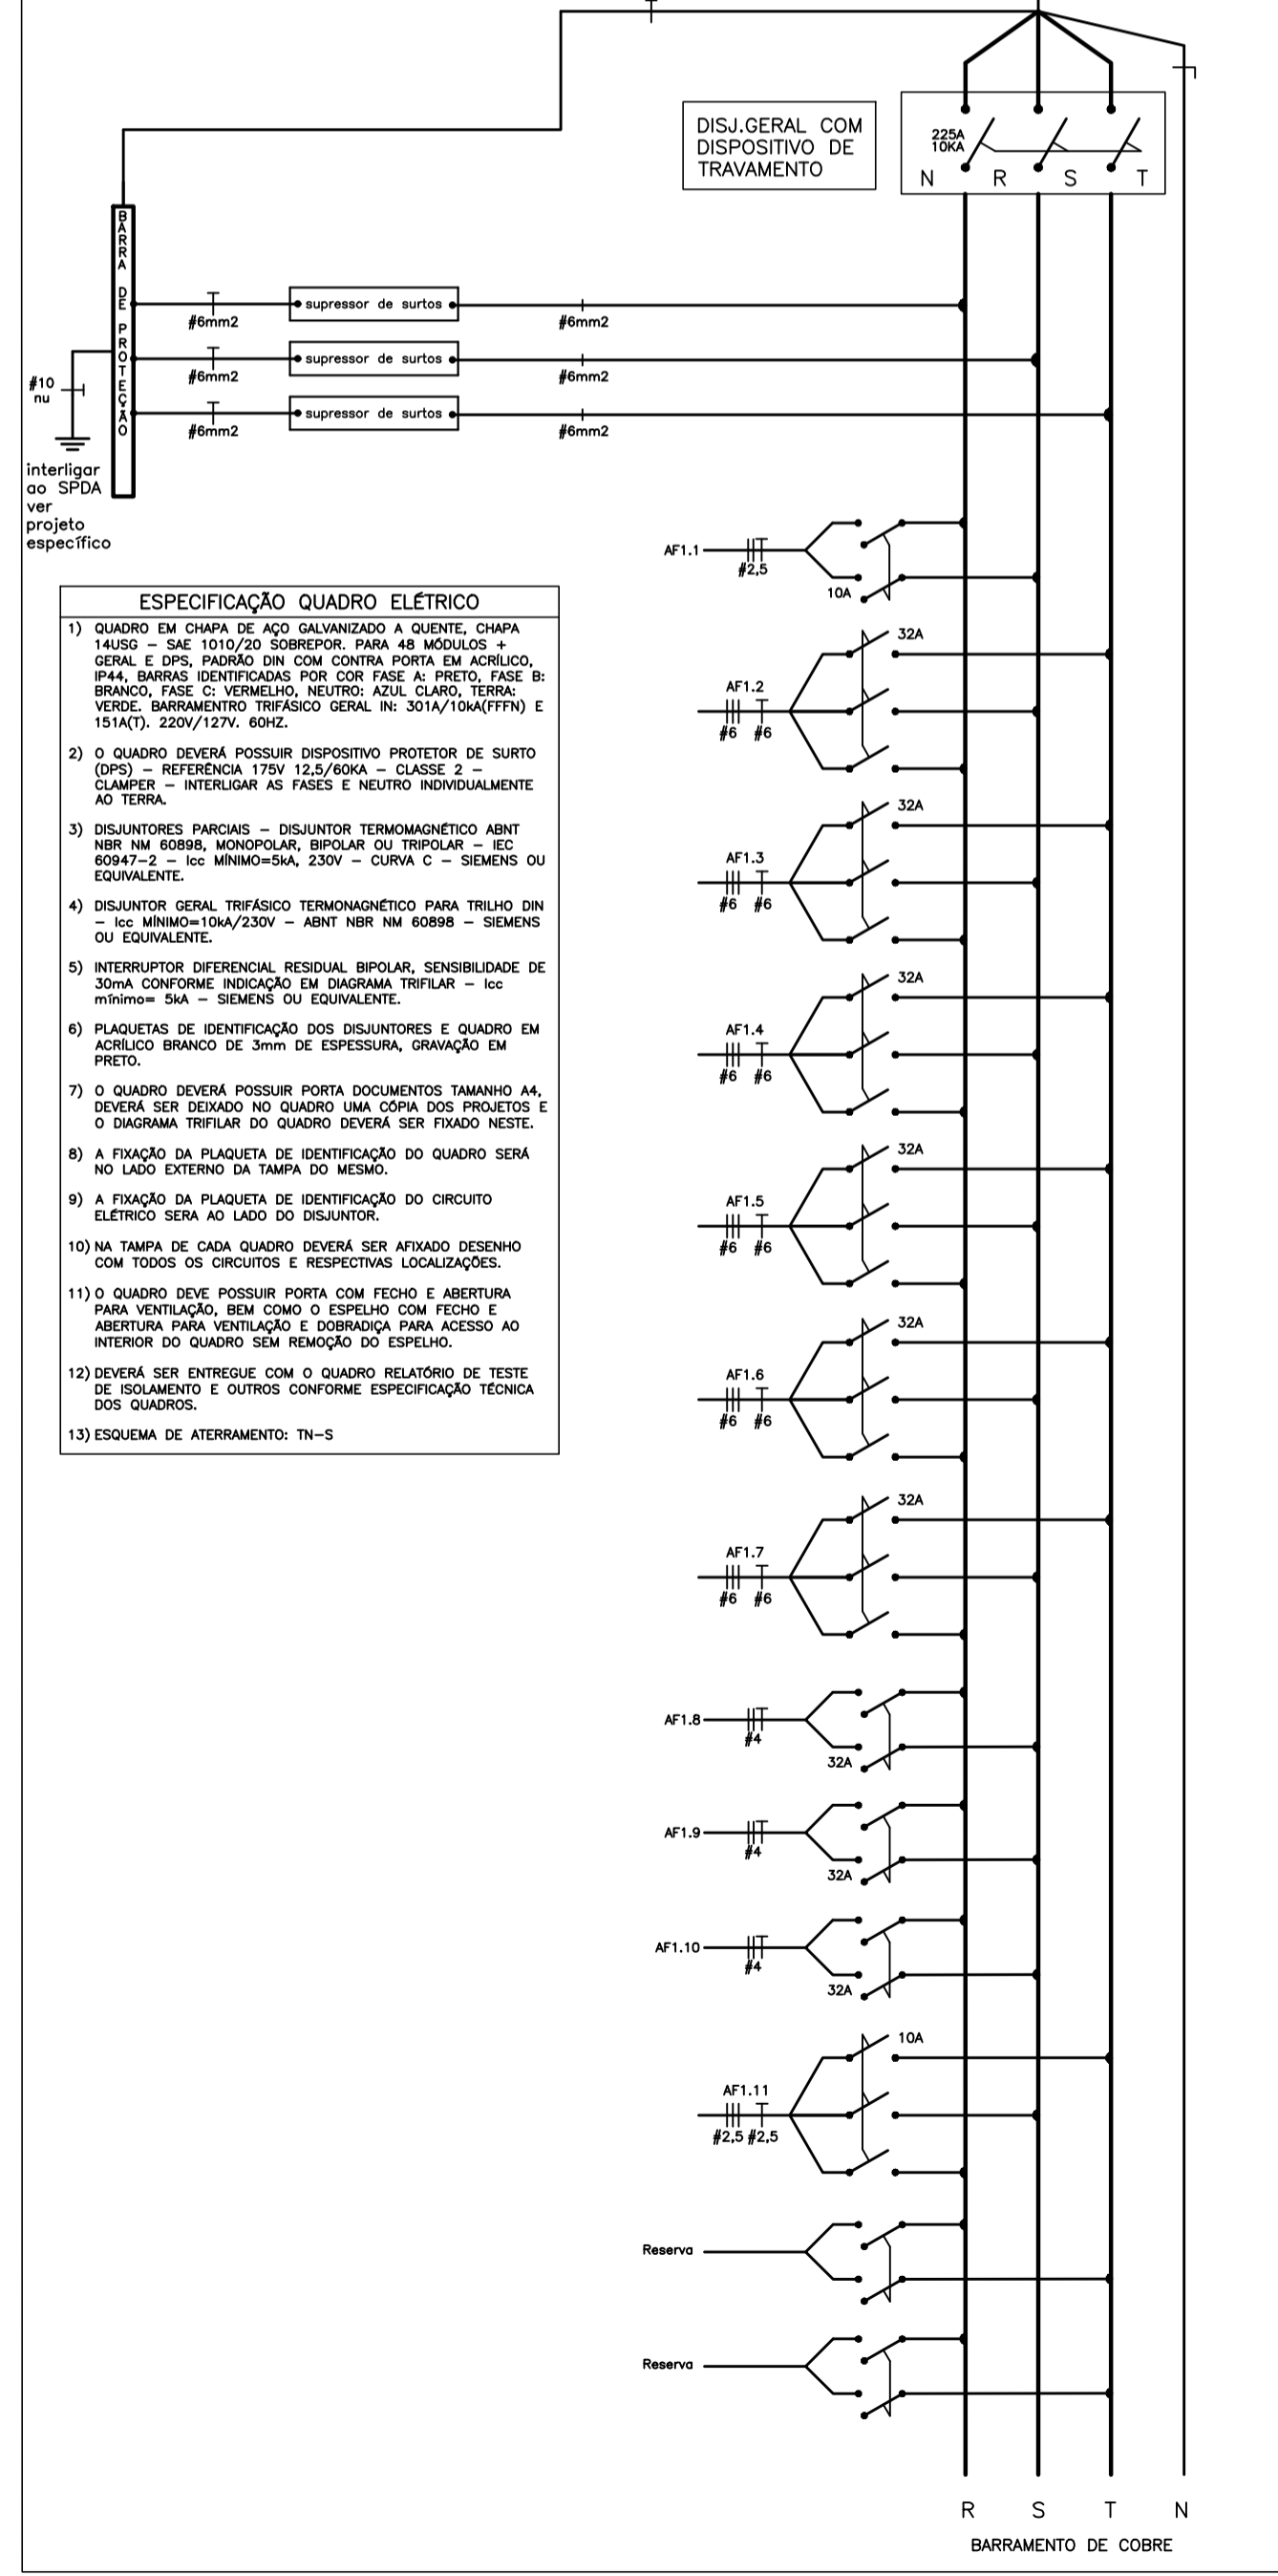 DISJ.GERAL COM
DISPOSITIVO DE
TRAVAMENTO
225A
10KA
N R S T
BARRA DE PROTEÇÃO
supressor de surtos
#6mm2 #6mm2
supressor de surtos
#6mm2 #6mm2
supressor de surtos
#6mm2 #6mm2
#10
nu
interligar
ao SPDA
ver
projeto
específico
ESPECIFICAÇÃO QUADRO ELÉTRICO
1) QUADRO EM CHAPA DE AÇO GALVANIZADO A QUENTE, CHAPA
14USG – SAE 1010/20 SOBREPOR. PARA 48 MÓDULOS +
GERAL E DPS, PADRÃO DIN COM CONTRA PORTA EM ACRÍLICO,
IP44, BARRAS IDENTIFICADAS POR COR FASE A: PRETO, FASE B:
BRANCO, FASE C: VERMELHO, NEUTRO: AZUL CLARO, TERRA:
VERDE. BARRAMENTRO TRIFÁSICO GERAL IN: 301A/10kA(FFFN) E
151A(T). 220V/127V. 60HZ.
2) O QUADRO DEVERÁ POSSUIR DISPOSITIVO PROTETOR DE SURTO
(DPS) – REFERÊNCIA 175V 12,5/60KA – CLASSE 2 –
CLAMPER – INTERLIGAR AS FASES E NEUTRO INDIVIDUALMENTE
AO TERRA.
3) DISJUNTORES PARCIAIS – DISJUNTOR TERMOMAGNÉTICO ABNT
NBR NM 60898, MONOPOLAR, BIPOLAR OU TRIPOLAR – IEC
60947–2 – Icc MÍNIMO=5kA, 230V – CURVA C – SIEMENS OU
EQUIVALENTE.
4) DISJUNTOR GERAL TRIFÁSICO TERMONAGNÉTICO PARA TRILHO DIN
– Icc MÍNIMO=10kA/230V – ABNT NBR NM 60898 – SIEMENS
OU EQUIVALENTE.
5) INTERRUPTOR DIFERENCIAL RESIDUAL BIPOLAR, SENSIBILIDADE DE
30mA CONFORME INDICAÇÃO EM DIAGRAMA TRIFILAR – Icc
mínimo= 5kA – SIEMENS OU EQUIVALENTE.
6) PLAQUETAS DE IDENTIFICAÇÃO DOS DISJUNTORES E QUADRO EM
ACRÍLICO BRANCO DE 3mm DE ESPESSURA, GRAVAÇÃO EM
PRETO.
7) O QUADRO DEVERÁ POSSUIR PORTA DOCUMENTOS TAMANHO A4,
DEVERÁ SER DEIXADO NO QUADRO UMA CÓPIA DOS PROJETOS E
O DIAGRAMA TRIFILAR DO QUADRO DEVERÁ SER FIXADO NESTE.
8) A FIXAÇÃO DA PLAQUETA DE IDENTIFICAÇÃO DO QUADRO SERÁ
NO LADO EXTERNO DA TAMPA DO MESMO.
9) A FIXAÇÃO DA PLAQUETA DE IDENTIFICAÇÃO DO CIRCUITO
ELÉTRICO SERA AO LADO DO DISJUNTOR.
10) NA TAMPA DE CADA QUADRO DEVERÁ SER AFIXADO DESENHO
COM TODOS OS CIRCUITOS E RESPECTIVAS LOCALIZAÇÕES.
11) O QUADRO DEVE POSSUIR PORTA COM FECHO E ABERTURA
PARA VENTILAÇÃO, BEM COMO O ESPELHO COM FECHO E
ABERTURA PARA VENTILAÇÃO E DOBRADIÇA PARA ACESSO AO
INTERIOR DO QUADRO SEM REMOÇÃO DO ESPELHO.
12) DEVERÁ SER ENTREGUE COM O QUADRO RELATÓRIO DE TESTE
DE ISOLAMENTO E OUTROS CONFORME ESPECIFICAÇÃO TÉCNICA
DOS QUADROS.
13) ESQUEMA DE ATERRAMENTO: TN–S
AF1.1
#2,5
10A
32A
AF1.2
#6 #6
32A
AF1.3
#6 #6
32A
AF1.4
#6 #6
32A
AF1.5
#6 #6
32A
AF1.6
#6 #6
32A
AF1.7
#6 #6
AF1.8
#4
32A
AF1.9
#4
32A
AF1.10
#4
32A
10A
AF1.11
#2,5 #2,5
Reserva
Reserva
R S T N
BARRAMENTO DE COBRE